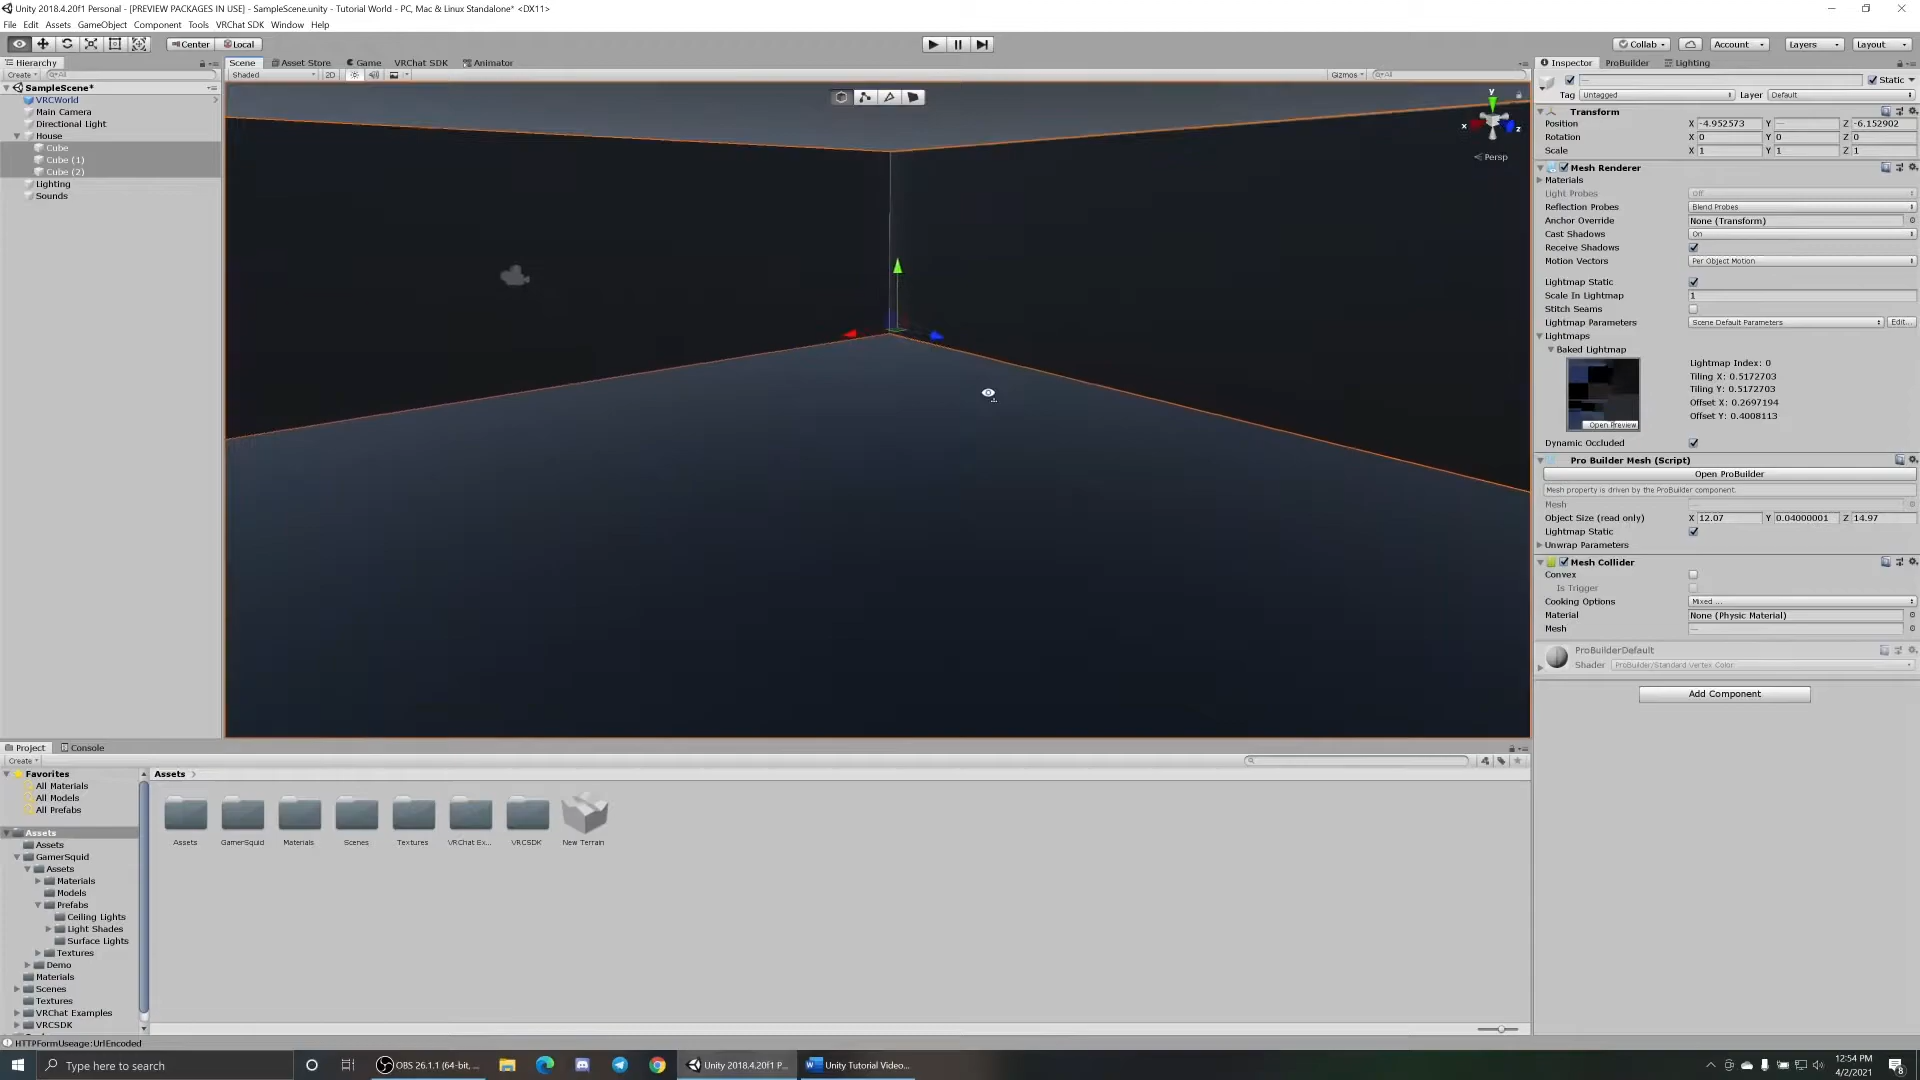 Unity 2018.4.20f1 Personal - [PREVIEW PACKAGES IN USE] - SampleScene.unity - Tutorial World - PC, Mac & Linux Standalone* <DX11>
File Edit Assets GameObject Component Tools VRChat SDK Window Help
Center Local
Collab Account Layers Layout
Hierarchy
Create All
SampleScene*
VRCWorld
Main Camera
Directional Light
House
Cube
Cube (1)
Cube (2)
Lighting
Sounds
Scene Asset Store Game VRChat SDK Animator
Shaded 2D Gizmos All
y
x z
Persp
Inspector ProBuilder Lighting
— Static
Tag Untagged Layer Default
Transform
Position X -4.952573 Y — Z -6.152902
Rotation X 0 Y 0 Z 0
Scale X 1 Y 1 Z 1
Mesh Renderer
Materials
Light Probes Off
Reflection Probes Blend Probes
Anchor Override None (Transform)
Cast Shadows On
Receive Shadows
Motion Vectors Per Object Motion
Lightmap Static
Scale In Lightmap 1
Stitch Seams
Lightmap Parameters Scene Default Parameters Edit...
Lightmaps
Baked Lightmap
Lightmap Index: 0
Tiling X: 0.5172703
Tiling Y: 0.5172703
Offset X: 0.2697194
Offset Y: 0.4008113
Open Preview
Dynamic Occluded
Pro Builder Mesh (Script)
Open ProBuilder
Mesh property is driven by the ProBuilder component.
Mesh —
Object Size (read only) X 12.07 Y 0.04000001 Z 14.97
Lightmap Static
Unwrap Parameters
Mesh Collider
Convex
Is Trigger
Cooking Options Mixed ...
Material None (Physic Material)
Mesh —
ProBuilderDefault
Shader ProBuilder/Standard Vertex Color
Add Component
Project Console
Create
Favorites
All Materials
All Models
All Prefabs
Assets
Assets
GamerSquid
Assets
Materials
Models
Prefabs
Ceiling Lights
Light Shades
Surface Lights
Textures
Demo
Materials
Scenes
Textures
VRChat Examples
VRCSDK
Assets
Assets GamerSquid Materials Scenes Textures VRChat Ex... VRCSDK New Terrain
HTTPFormUseage:UrlEncoded
Type here to search
OBS 26.1.1 (64-bit, ...
Unity 2018.4.20f1 P...
Unity Tutorial Video...
12:54 PM
4/2/2021
8